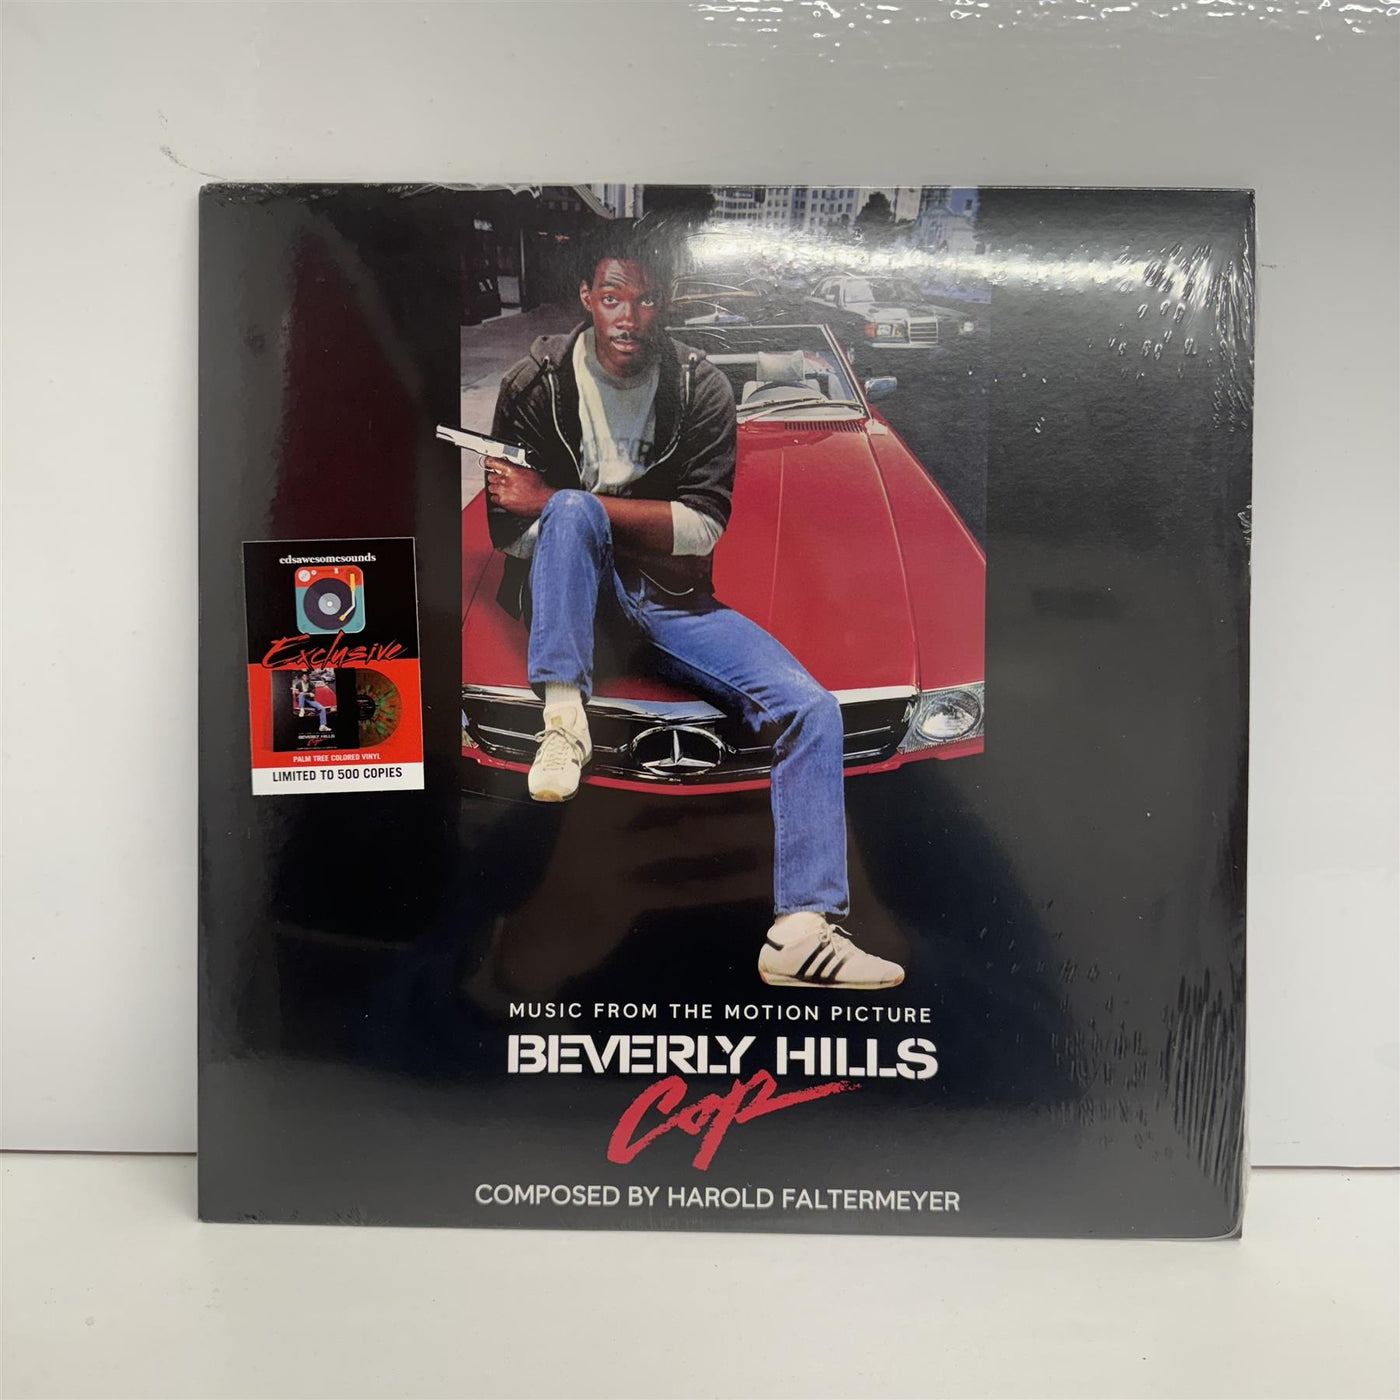 edsawesomesounds
Exclusive
BEVERLY HILLS
Cop
PALM TREE COLORED VINYL
LIMITED TO 500 COPIES
MUSIC FROM THE MOTION PICTURE
BEVERLY HILLS
Cop
COMPOSED BY HAROLD FALTERMEYER